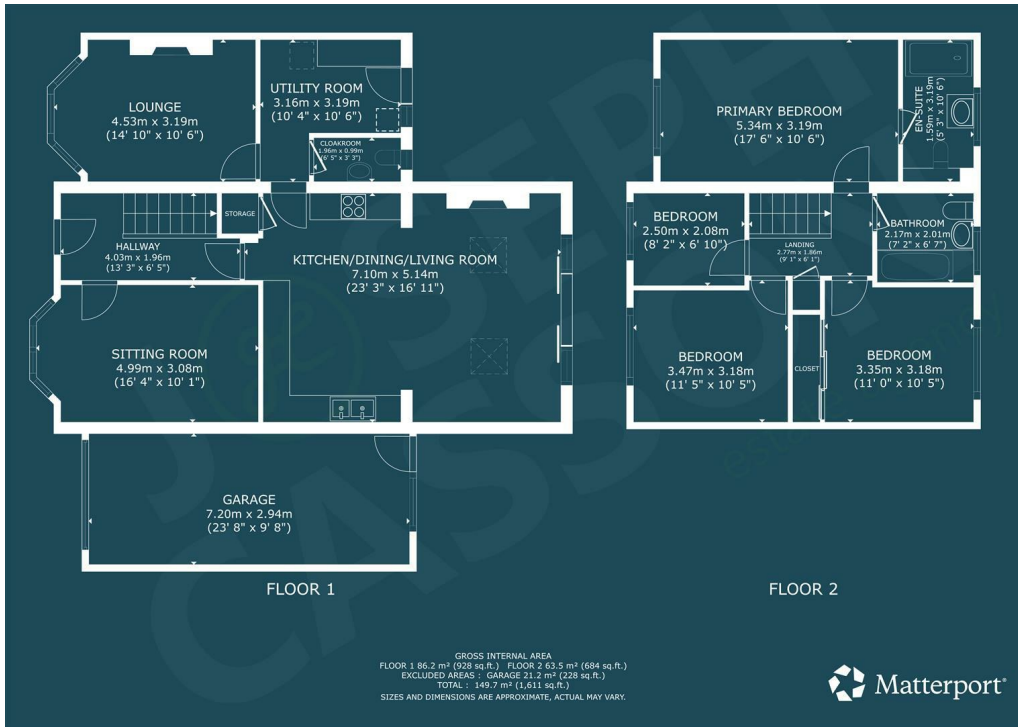 LOUNGE
4.53m x 3.19m
(14' 10" x 10' 6")
UTILITY ROOM
3.16m x 3.19m
(10' 4" x 10' 6")
CLOAKROOM
1.96m x 0.99m
(6' 5" x 3' 3")
STORAGE
HALLWAY
4.03m x 1.96m
(13' 3" x 6' 5")
KITCHEN/DINING/LIVING ROOM
7.10m x 5.14m
(23' 3" x 16' 11")
SITTING ROOM
4.99m x 3.08m
(16' 4" x 10' 1")
GARAGE
7.20m x 2.94m
(23' 8" x 9' 8")
FLOOR 1
PRIMARY BEDROOM
5.34m x 3.19m
(17' 6" x 10' 6")
EN-SUITE
1.59m x 3.19m
(5' 3" x 10' 6")
BEDROOM
2.50m x 2.08m
(8' 2" x 6' 10")
LANDING
2.77m x 1.86m
(9' 1" x 6' 1")
BATHROOM
2.17m x 2.01m
(7' 2" x 6' 7")
BEDROOM
3.47m x 3.18m
(11' 5" x 10' 5")
CLOSET
BEDROOM
3.35m x 3.18m
(11' 0" x 10' 5")
FLOOR 2
GROSS INTERNAL AREA
FLOOR 1 86.2 m² (928 sq.ft.) FLOOR 2 63.5 m² (684 sq.ft.)
EXCLUDED AREAS : GARAGE 21.2 m² (228 sq.ft.)
TOTAL : 149.7 m² (1,611 sq.ft.)
SIZES AND DIMENSIONS ARE APPROXIMATE, ACTUAL MAY VARY.
Matterport®